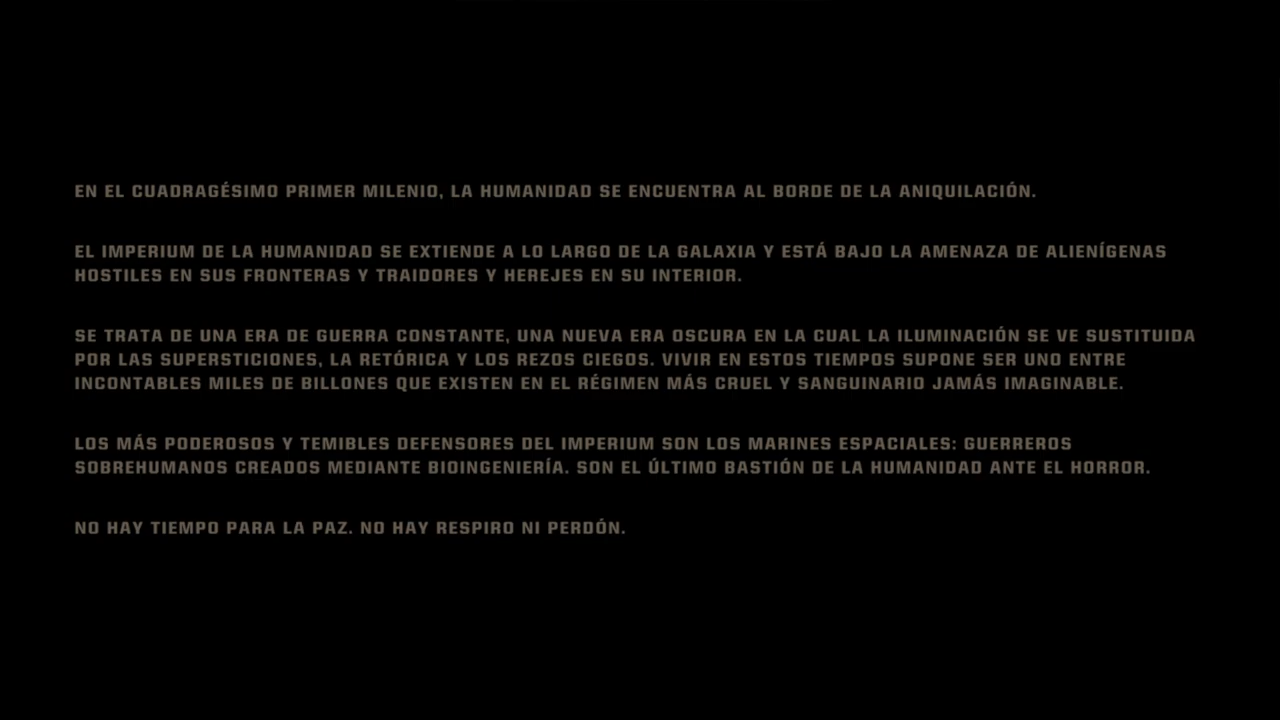 EN EL CUADRAGÉSIMO PRIMER MILENIO, LA HUMANIDAD SE ENCUENTRA AL BORDE DE LA ANIQUILACIÓN.
EL IMPERIUM DE LA HUMANIDAD SE EXTIENDE A LO LARGO DE LA GALAXIA Y ESTÁ BAJO LA AMENAZA DE ALIENÍGENAS
HOSTILES EN SUS FRONTERAS Y TRAIDORES Y HEREJES EN SU INTERIOR.
SE TRATA DE UNA ERA DE GUERRA CONSTANTE, UNA NUEVA ERA OSCURA EN LA CUAL LA ILUMINACIÓN SE VE SUSTITUIDA
POR LAS SUPERSTICIONES, LA RETÓRICA Y LOS REZOS CIEGOS. VIVIR EN ESTOS TIEMPOS SUPONE SER UNO ENTRE
INCONTABLES MILES DE BILLONES QUE EXISTEN EN EL RÉGIMEN MÁS CRUEL Y SANGUINARIO JAMÁS IMAGINABLE.
LOS MÁS PODEROSOS Y TEMIBLES DEFENSORES DEL IMPERIUM SON LOS MARINES ESPACIALES: GUERREROS
SOBREHUMANOS CREADOS MEDIANTE BIOINGENIERÍA. SON EL ÚLTIMO BASTIÓN DE LA HUMANIDAD ANTE EL HORROR.
NO HAY TIEMPO PARA LA PAZ. NO HAY RESPIRO NI PERDÓN.